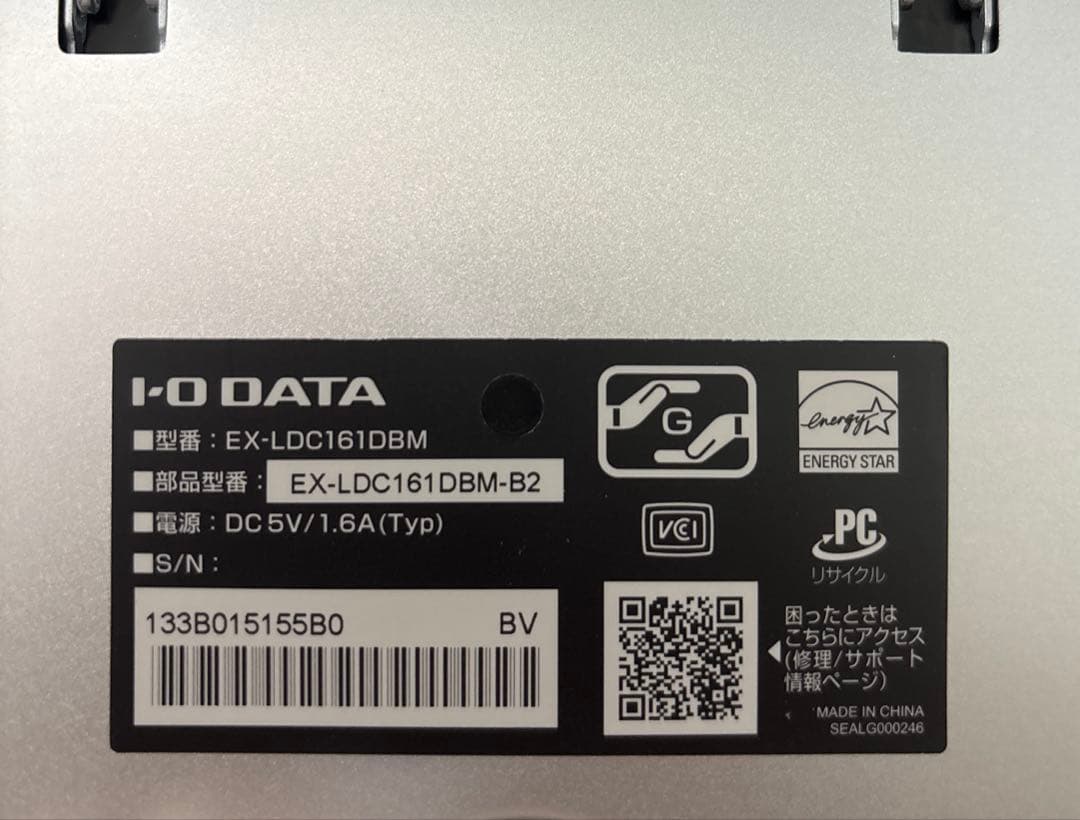 I-O DATA
■型番：EX-LDC161DBM
■部品型番：EX-LDC161DBM-B2
■電源：DC5V/1.6A(Typ)
■S/N：
133B015155B0 BV
G
energy
ENERGY STAR
VCCI
PC
リサイクル
困ったときは
こちらにアクセス
(修理/サポート
情報ページ)
MADE IN CHINA
SEALG000246